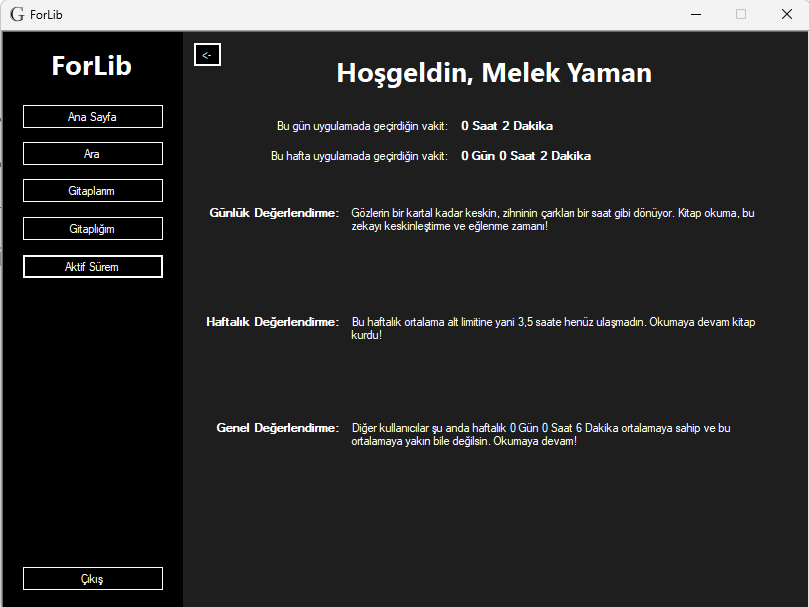 ForLib
ForLib
Ana Sayfa
Ara
Gitaplarım
Gitaplığım
Aktif Sürem
Çıkış
<-
Hoşgeldin, Melek Yaman
Bu gün uygulamada geçirdiğin vakit: 0 Saat 2 Dakika
Bu hafta uygulamada geçirdiğin vakit: 0 Gün 0 Saat 2 Dakika
Günlük Değerlendirme: Gözlerin bir kartal kadar keskin, zihninin çarkları bir saat gibi dönüyor. Kitap okuma, bu
zekayı keskinleştirme ve eğlenme zamanı!
Haftalık Değerlendirme: Bu haftalık ortalama alt limitine yani 3,5 saate henüz ulaşmadın. Okumaya devam kitap
kurdu!
Genel Değerlendirme: Diğer kullanıcılar şu anda haftalık 0 Gün 0 Saat 6 Dakika ortalamaya sahip ve bu
ortalamaya yakın bile değilsin. Okumaya devam!